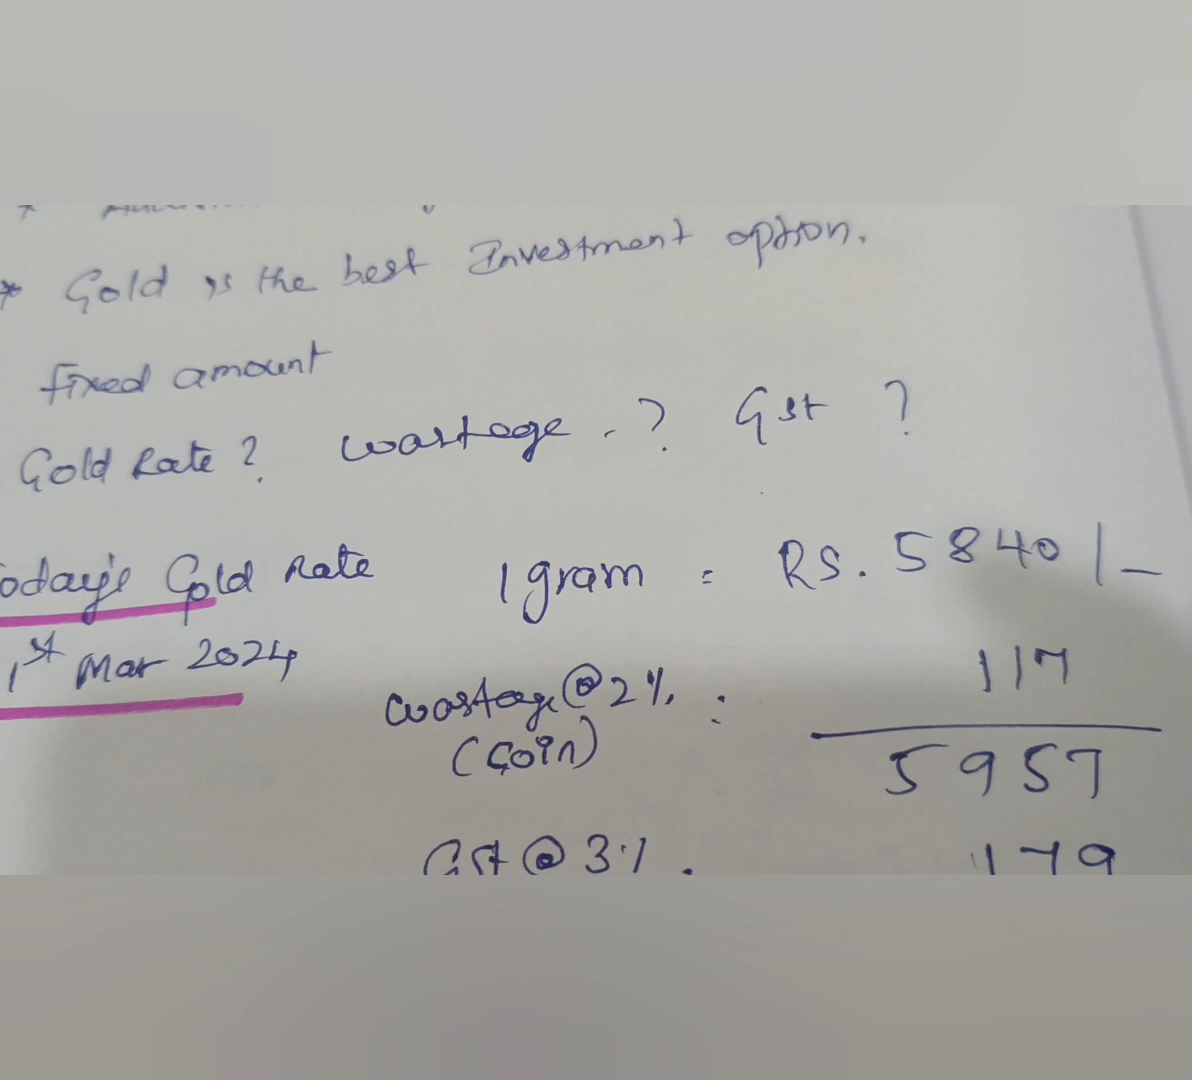 * Gold is the best Investment option.
fixed amount
Gold Rate ? wastage . ? Gst ?
oday's Gold Rate 1 gram = RS. 5840/-
1st Mar 2024 117
wastage @ 2% :
(coin) 5957
Gst @ 3% . 179